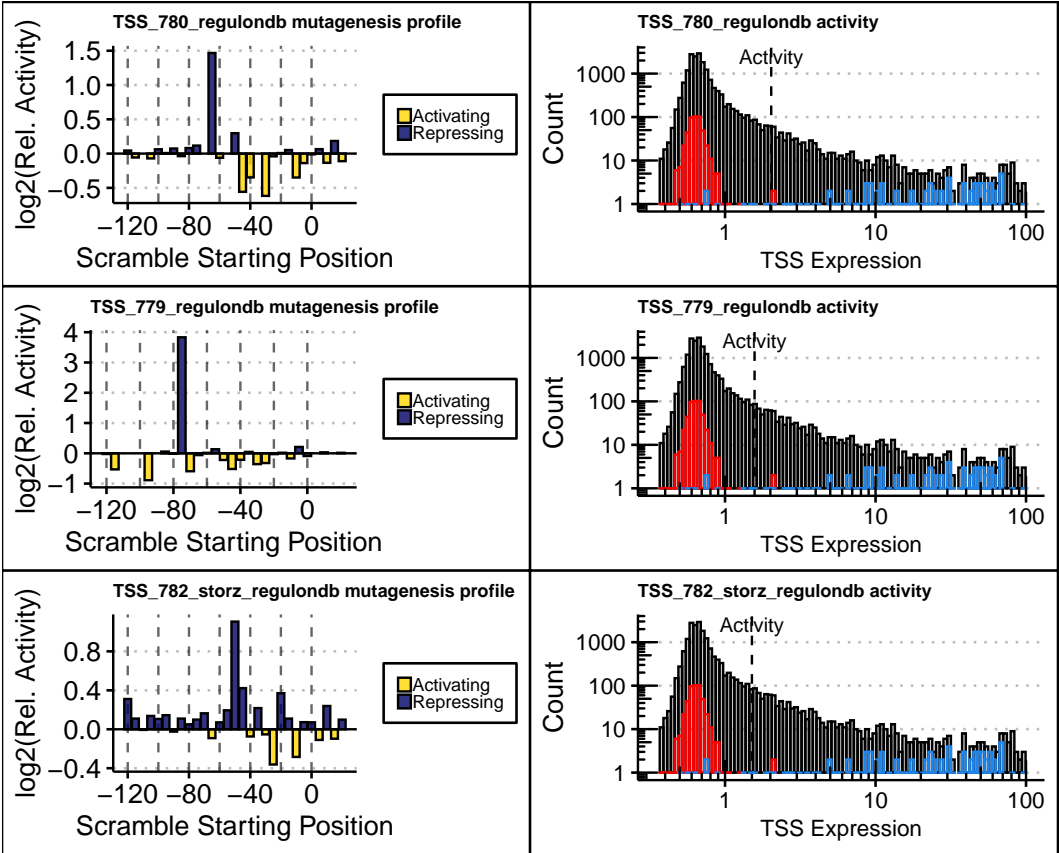 TSS_780_regulondb mutagenesis profile
log2(Rel. Activity)
1.5
1.0
0.5
0.0
−0.5
−120
−80
−40
0
Scramble Starting Position
Activating
Repressing
TSS_780_regulondb activity
Count
1000
100
10
1
Activity
1
10
100
TSS Expression
TSS_779_regulondb mutagenesis profile
log2(Rel. Activity)
4
3
2
1
0
−1
−120
−80
−40
0
Scramble Starting Position
Activating
Repressing
TSS_779_regulondb activity
Count
1000
100
10
1
Activity
1
10
100
TSS Expression
TSS_782_storz_regulondb mutagenesis profile
log2(Rel. Activity)
0.8
0.4
0.0
−0.4
−120
−80
−40
0
Scramble Starting Position
Activating
Repressing
TSS_782_storz_regulondb activity
Count
1000
100
10
1
Activity
1
10
100
TSS Expression